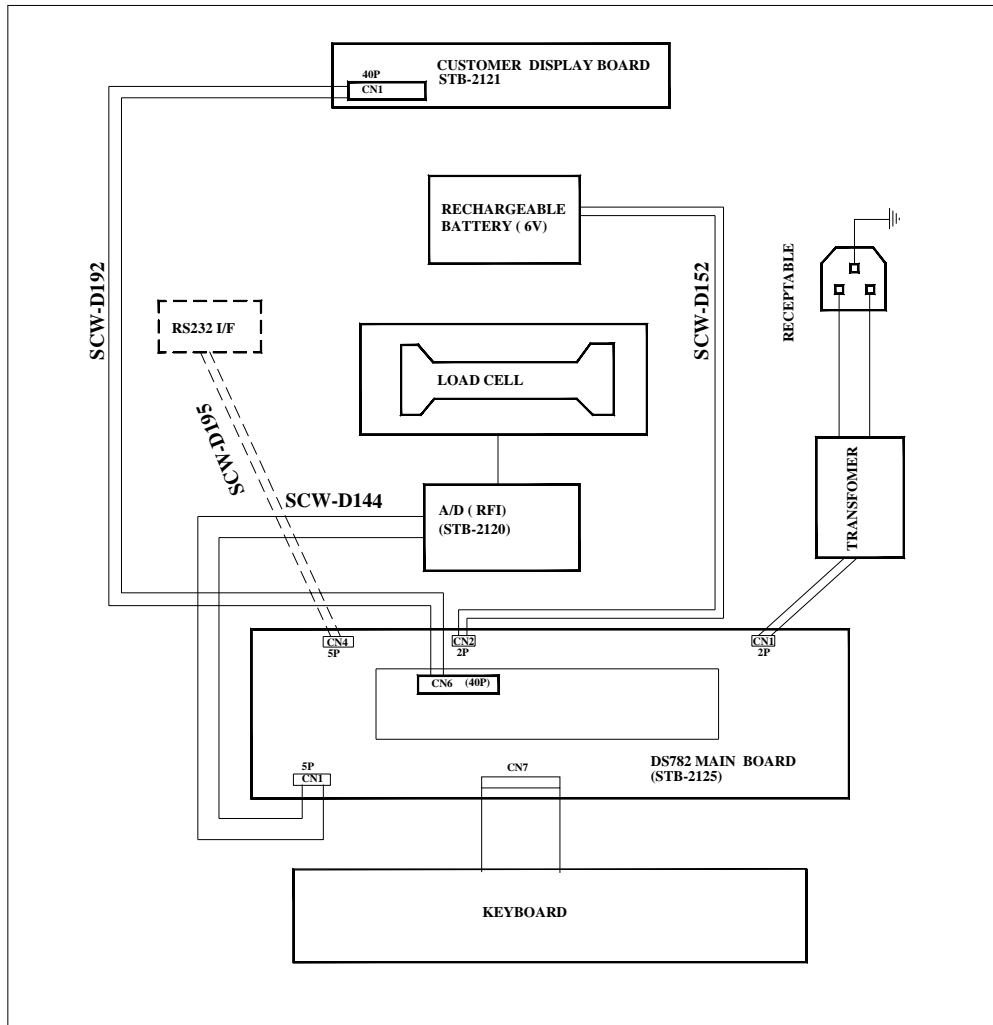 CUSTOMER DISPLAY BOARD
STB-2121
40P
CN1
RECHARGEABLE
BATTERY ( 6V)
SCW-D192
SCW-D152
RECEPTABLE
RS232 I/F
LOAD CELL
SCW-D195
SCW-D144
A/D ( RFI)
(STB-2120)
TRANSFOMER
CN4
5P
CN2
2P
CN1
2P
CN6 (40P)
DS782 MAIN BOARD
(STB-2125)
5P
CN1
CN7
KEYBOARD